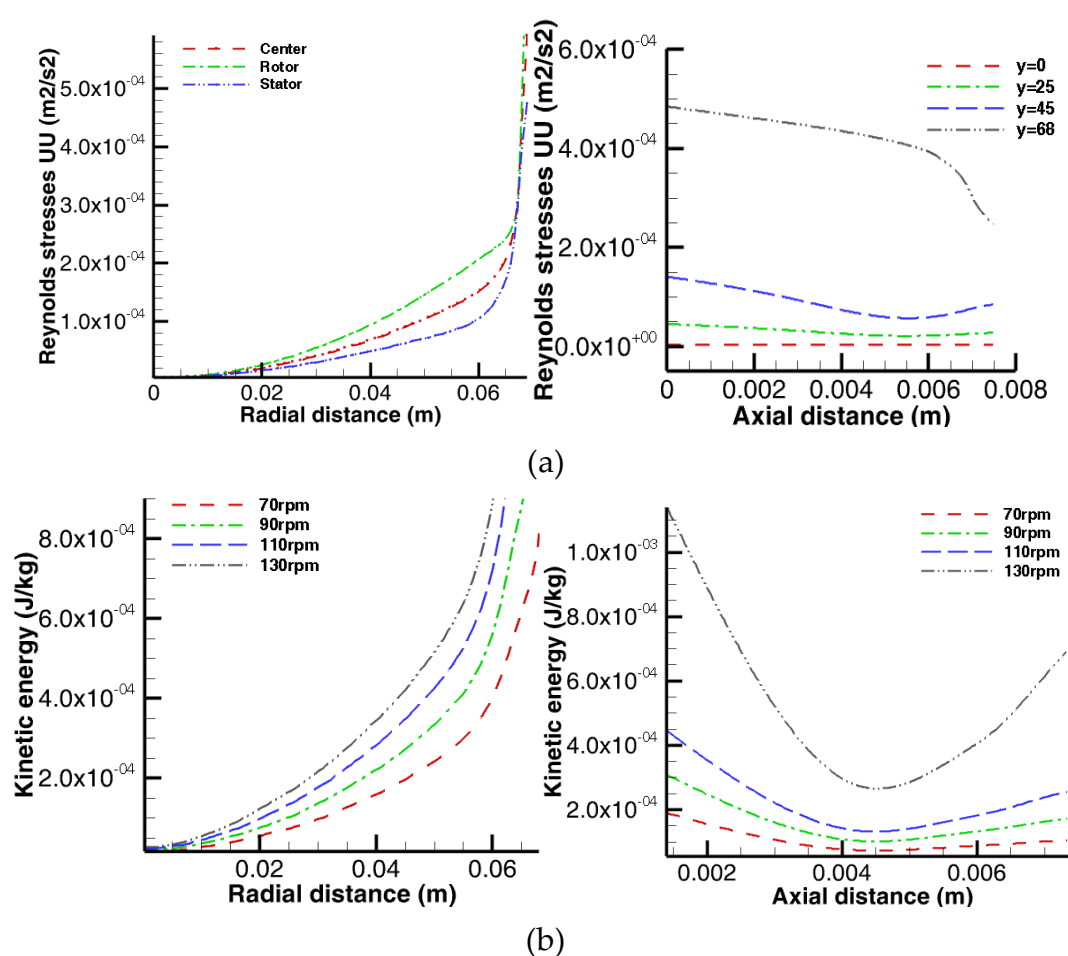 Reynolds stresses UU (m2/s2)
Center
Rotor
Stator
5.0x10-04
4.0x10-04
3.0x10-04
2.0x10-04
1.0x10-04
0 0.02 0.04 0.06
Radial distance (m)
Reynolds stresses UU (m2/s2)
6.0x10-04
4.0x10-04
2.0x10-04
0.0x10+00
y=0
y=25
y=45
y=68
0 0.002 0.004 0.006 0.008
Axial distance (m)
(a)
Kinetic energy (J/kg)
70rpm
90rpm
110rpm
130rpm
8.0x10-04
6.0x10-04
4.0x10-04
2.0x10-04
0.02 0.04 0.06
Radial distance (m)
Kinetic energy (J/kg)
70rpm
90rpm
110rpm
130rpm
1.0x10-03
8.0x10-04
6.0x10-04
4.0x10-04
2.0x10-04
0.002 0.004 0.006
Axial distance (m)
(b)